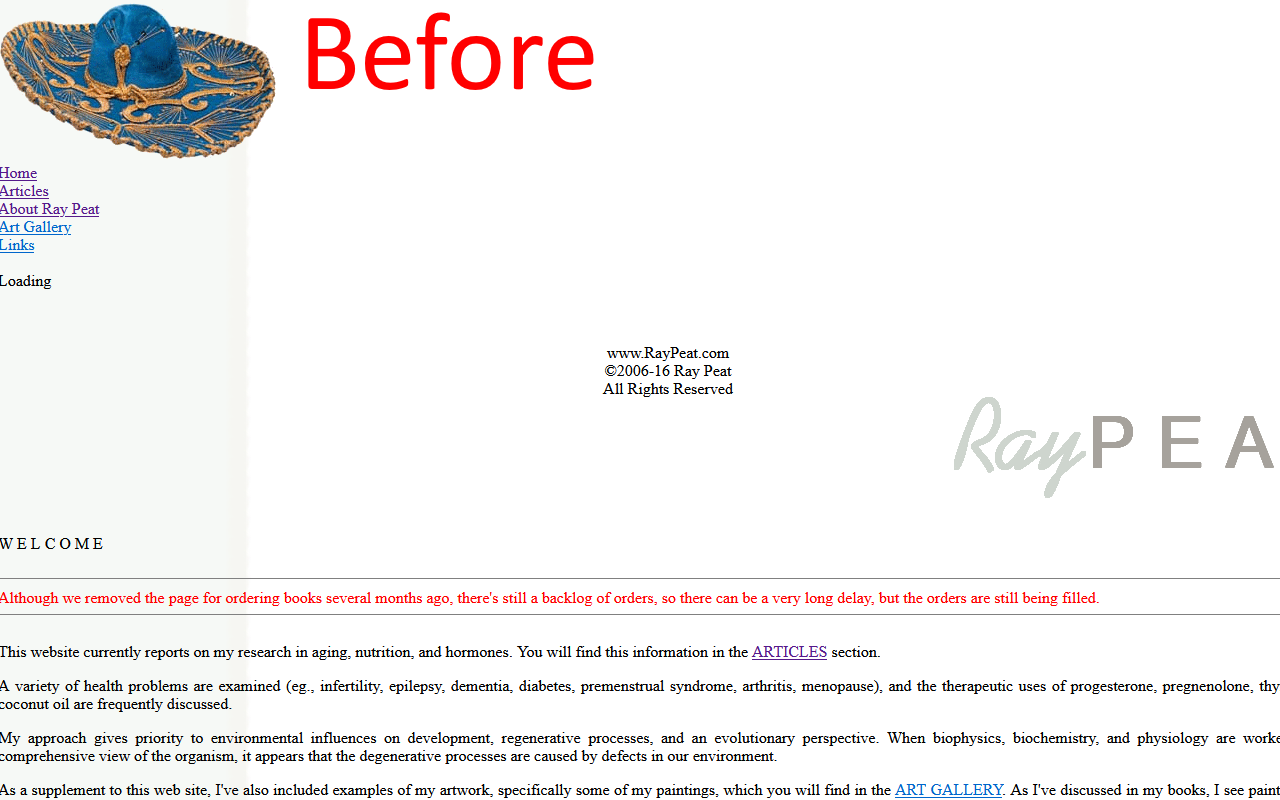 Before
Home
Articles
About Ray Peat
Art Gallery
Links
Loading
www.RayPeat.com
©2006-16 Ray Peat
All Rights Reserved
Ray PEA
W E L C O M E
Although we removed the page for ordering books several months ago, there's still a backlog of orders, so there can be a very long delay, but the orders are still being filled.
This website currently reports on my research in aging, nutrition, and hormones. You will find this information in the ARTICLES section.
A variety of health problems are examined (eg., infertility, epilepsy, dementia, diabetes, premenstrual syndrome, arthritis, menopause), and the therapeutic uses of progesterone, pregnenolone, thy
coconut oil are frequently discussed.
My approach gives priority to environmental influences on development, regenerative processes, and an evolutionary perspective. When biophysics, biochemistry, and physiology are worke
comprehensive view of the organism, it appears that the degenerative processes are caused by defects in our environment.
As a supplement to this web site, I've also included examples of my artwork, specifically some of my paintings, which you will find in the ART GALLERY. As I've discussed in my books, I see paint